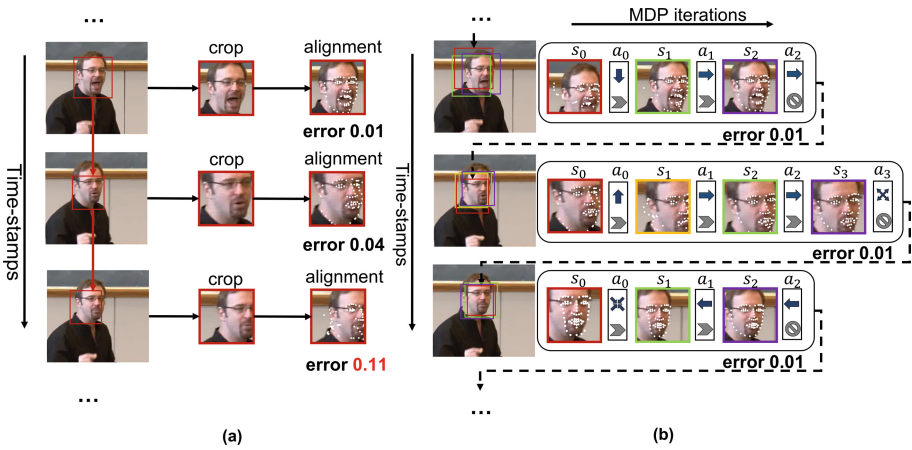 ...
Time-stamps
crop
alignment
error 0.01
crop
alignment
error 0.04
crop
alignment
error 0.11
...
(a)
Time-stamps
...
MDP iterations
s₀ a₀ s₁ a₁ s₂ a₂
error 0.01
s₀ a₀ s₁ a₁ s₂ a₂ s₃ a₃
error 0.01
s₀ a₀ s₁ a₁ s₂ a₂
error 0.01
...
(b)